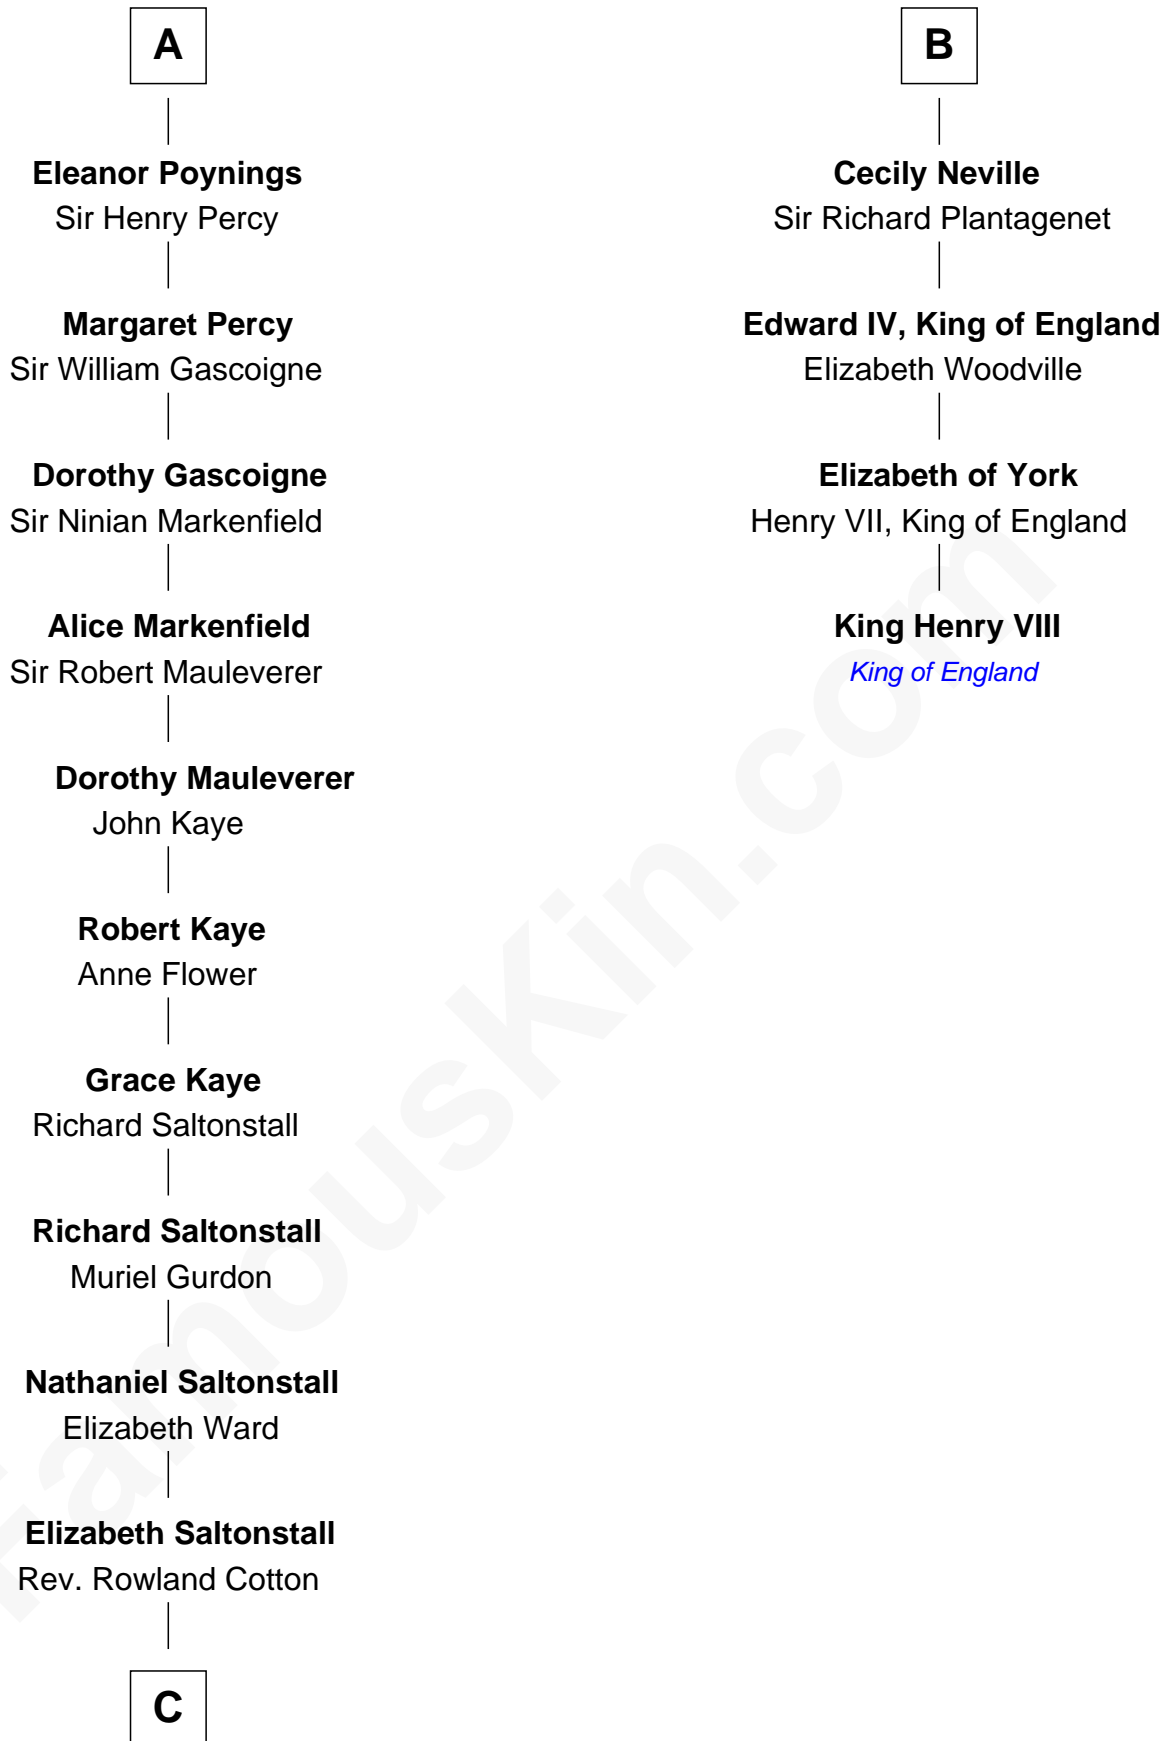 A
Eleanor Poynings
Sir Henry Percy
Margaret Percy
Sir William Gascoigne
Dorothy Gascoigne
Sir Ninian Markenfield
Alice Markenfield
Sir Robert Mauleverer
Dorothy Mauleverer
John Kaye
Robert Kaye
Anne Flower
Grace Kaye
Richard Saltonstall
Richard Saltonstall
Muriel Gurdon
Nathaniel Saltonstall
Elizabeth Ward
Elizabeth Saltonstall
Rev. Rowland Cotton
C
B
Cecily Neville
Sir Richard Plantagenet
Edward IV, King of England
Elizabeth Woodville
Elizabeth of York
Henry VII, King of England
King Henry VIII
King of England
FamousKin.com